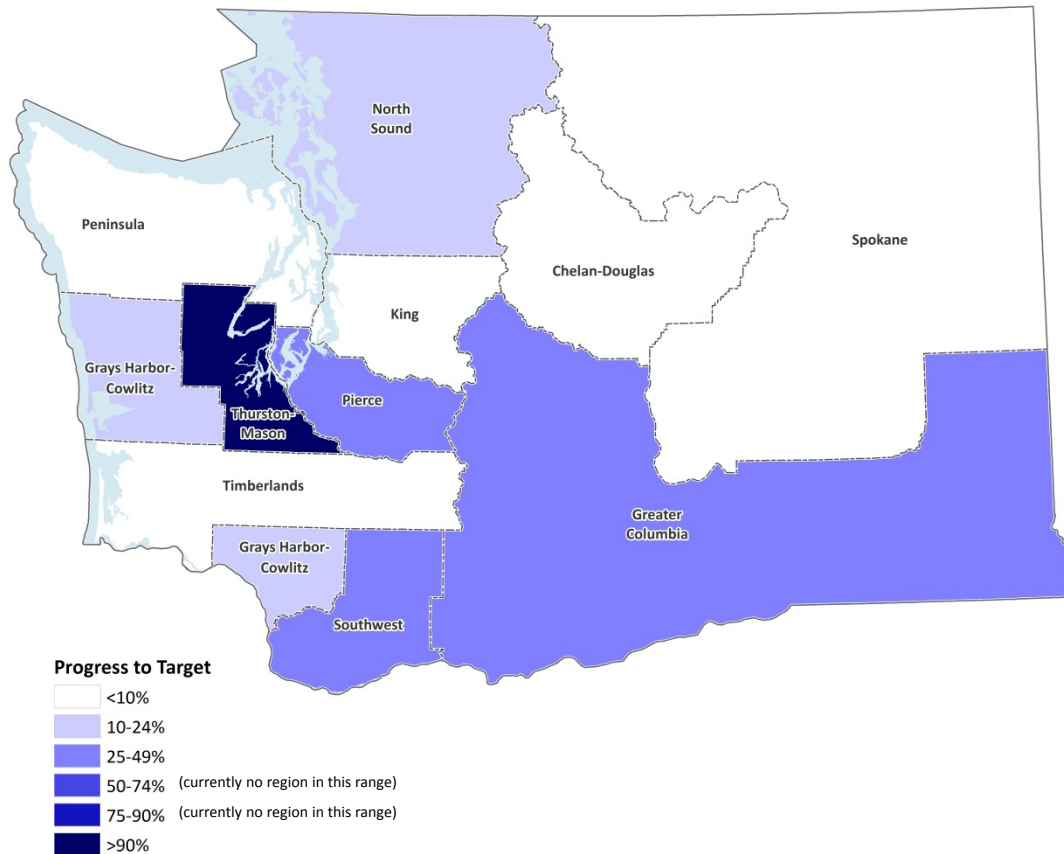 North
Sound
Peninsula
Spokane
Chelan-Douglas
King
Grays Harbor-
Cowlitz
Pierce
Thurston-
Mason
Timberlands
Greater
Columbia
Grays Harbor-
Cowlitz
Southwest
Progress to Target
<10%
10-24%
25-49%
50-74% (currently no region in this range)
75-90% (currently no region in this range)
>90%